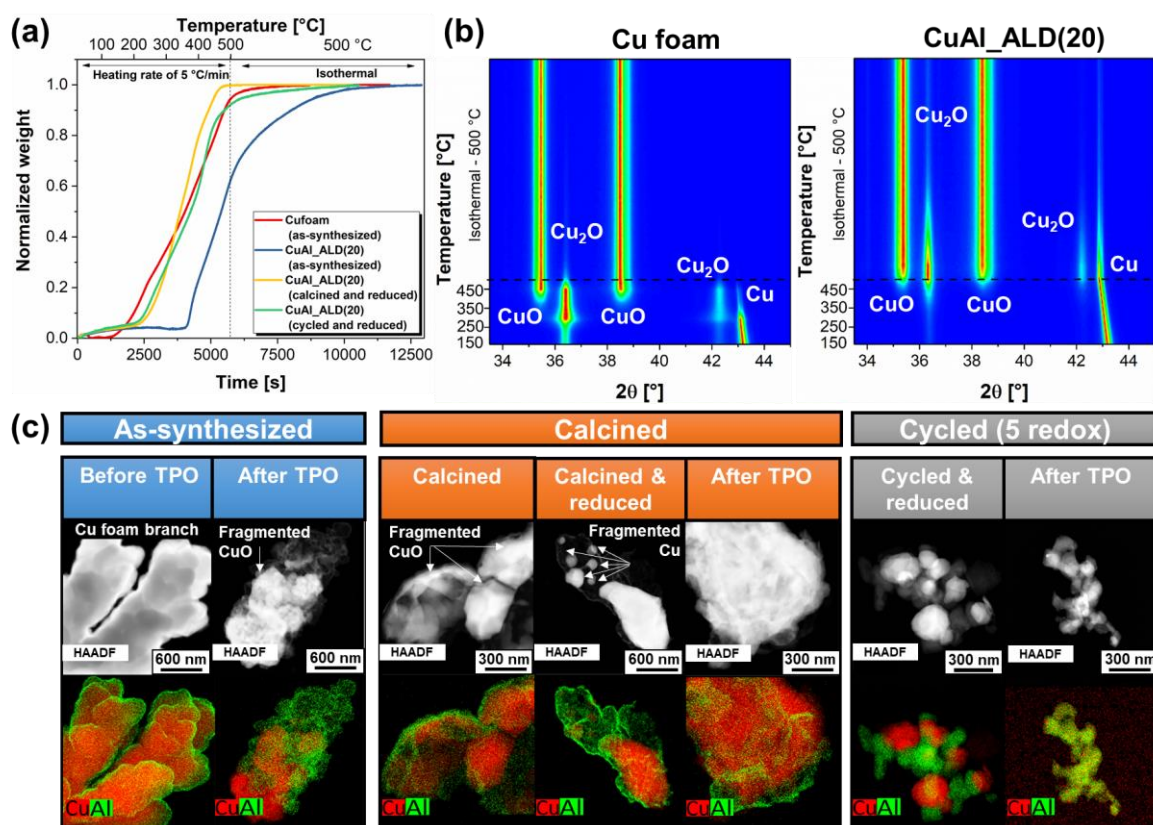 (a)
Temperature [°C]
100 200 300 400 500 500 °C
Heating rate of 5 °C/min
Isothermal
Normalized weight
1.0
0.8
0.6
0.4
0.2
0.0
Cufoam
(as-synthesized)
CuAl_ALD(20)
(as-synthesized)
CuAl_ALD(20)
(calcined and reduced)
CuAl_ALD(20)
(cycled and reduced)
0 2500 5000 7500 10000 12500
Time [s]
(b)
Cu foam
Temperature [°C]
Isothermal - 500 °C
450
350
250
150
Cu₂O
Cu₂O
CuO
CuO
Cu
34 36 38 40 42 44
2θ [°]
CuAl_ALD(20)
Temperature [°C]
Isothermal - 500 °C
450
350
250
150
Cu₂O
Cu₂O
Cu
CuO
CuO
34 36 38 40 42 44
2θ [°]
(c)
As-synthesized
Before TPO
After TPO
Cu foam branch
Fragmented
CuO
HAADF
600 nm
HAADF
600 nm
CuAl
CuAl
Calcined
Calcined
Calcined &
reduced
After TPO
Fragmented
CuO
Fragmented
Cu
HAADF
300 nm
HAADF
600 nm
HAADF
300 nm
CuAl
CuAl
CuAl
Cycled (5 redox)
Cycled &
reduced
After TPO
HAADF
300 nm
HAADF
300 nm
CuAl
CuAl